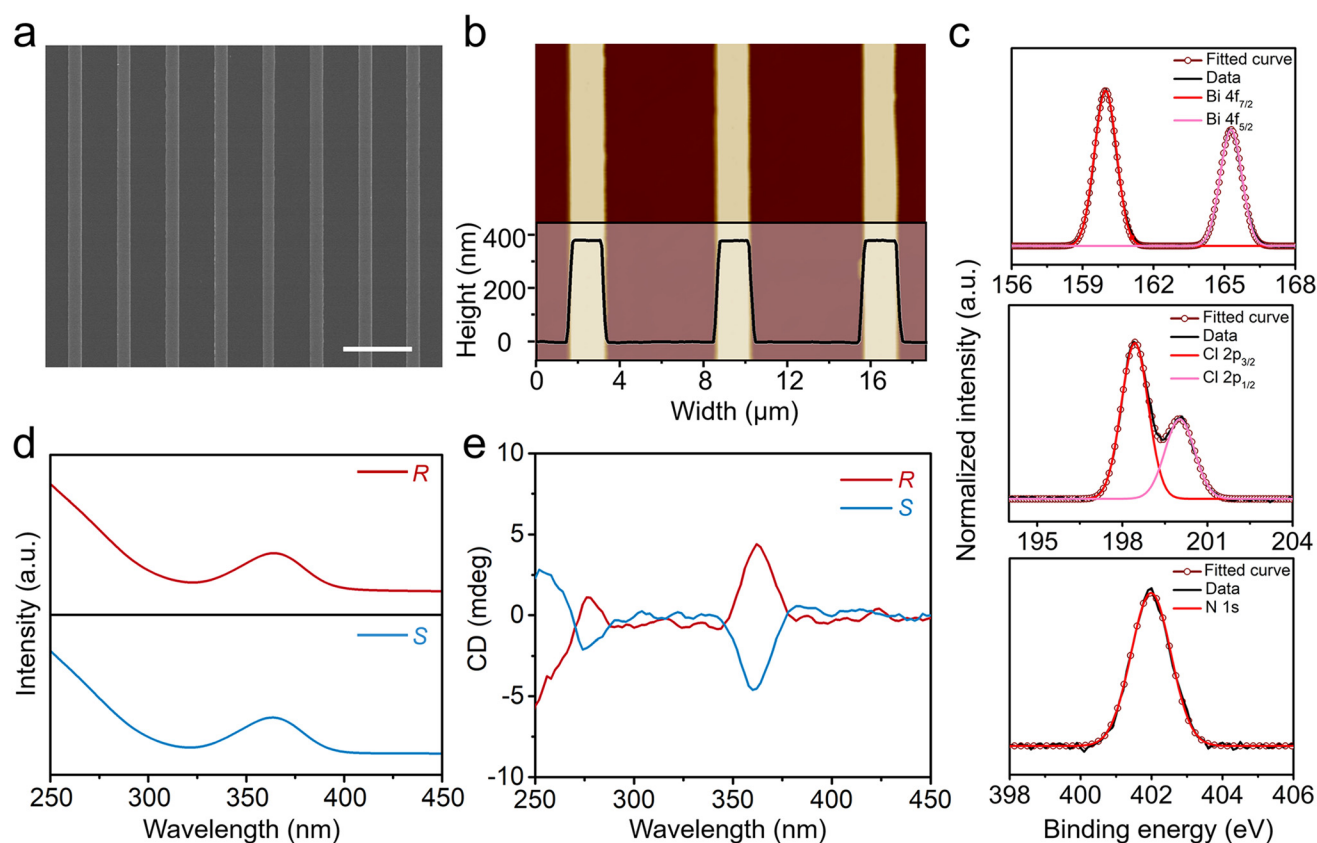 a
b
c
Height (nm)
400
200
0
0
4
8
12
16
Width (µm)
Normalized intensity (a.u.)
Fitted curve
Data
Bi 4f7/2
Bi 4f5/2
156
159
162
165
168
Fitted curve
Data
Cl 2p3/2
Cl 2p1/2
195
198
201
204
Fitted curve
Data
N 1s
398
400
402
404
406
Binding energy (eV)
d
Intensity (a.u.)
R
S
250
300
350
400
450
Wavelength (nm)
e
CD (mdeg)
10
5
0
-5
-10
R
S
250
300
350
400
450
Wavelength (nm)